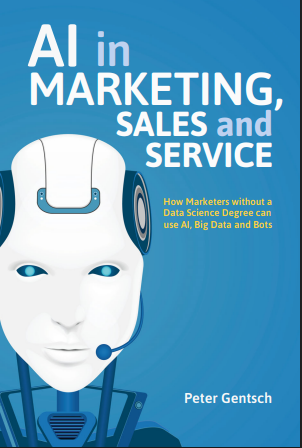 AI in
MARKETING,
SALES and
SERVICE
How Marketers without a
Data Science Degree can
use AI, Big Data and Bots
Peter Gentsch